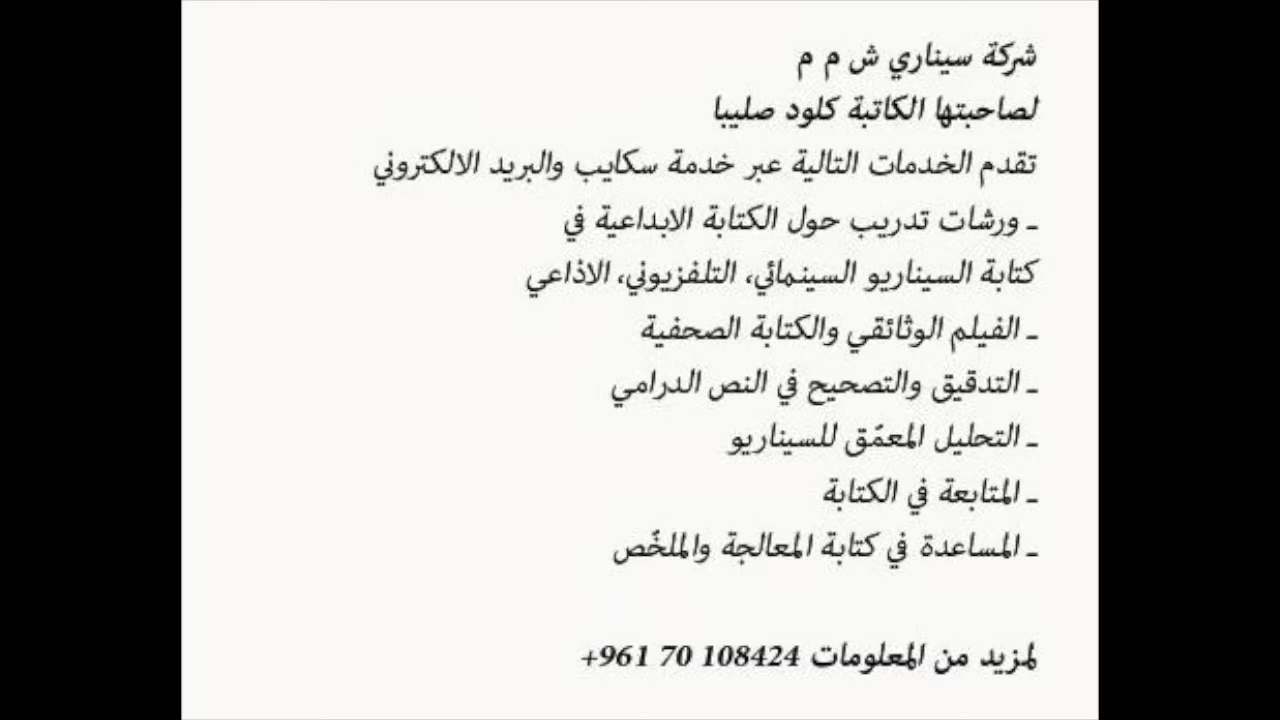 شركة سيناري ش م م
لصاحبتها الكاتبة كلود صليبا
تقدم الخدمات التالية عبر خدمة سكايب والبريد الالكتروني
ـ ورشات تدريب حول الكتابة الابداعية في
كتابة السيناريو السينمائي، التلفزيوني، الاذاعي
ـ الفيلم الوثائقي والكتابة الصحفية
ـ التدقيق والتصحيح في النص الدرامي
ـ التحليل المعمّق للسيناريو
ـ المتابعة في الكتابة
ـ المساعدة في كتابة المعالجة والملخّص
لمزيد من المعلومات 108424 70 961+